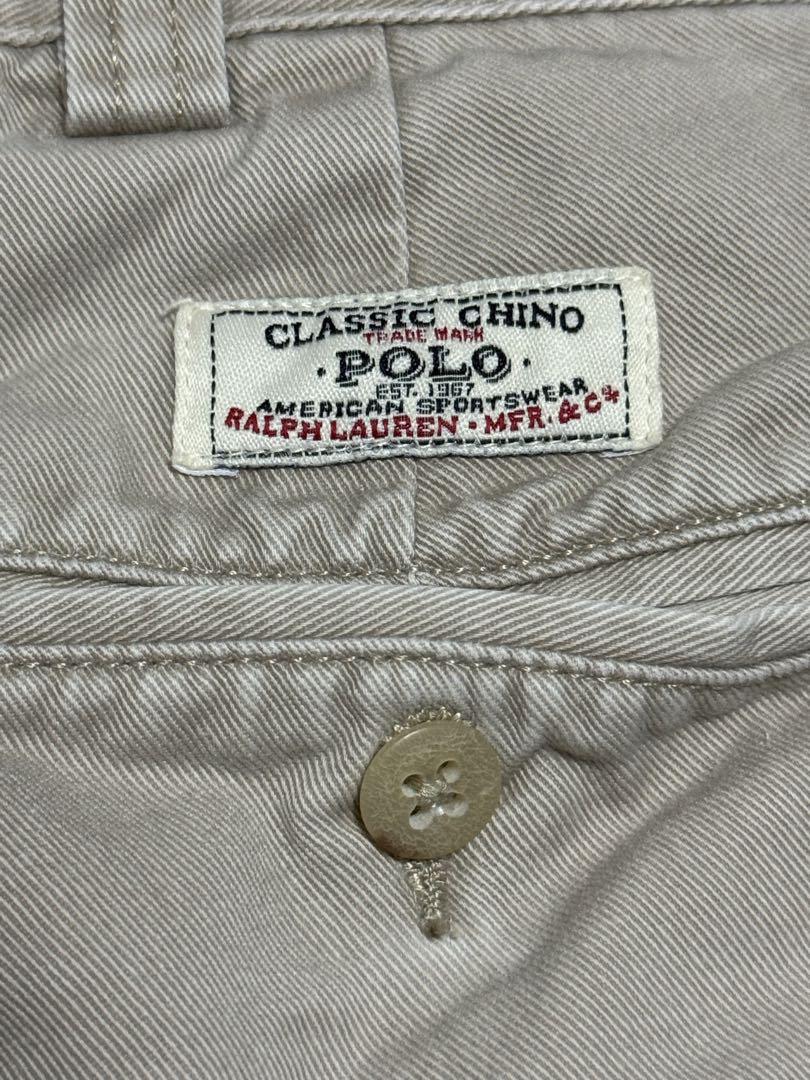 CLASSIC CHINO
TRADE MARK
· POLO ·
EST. 1967
AMERICAN SPORTSWEAR
RALPH LAUREN · MFR. & Co